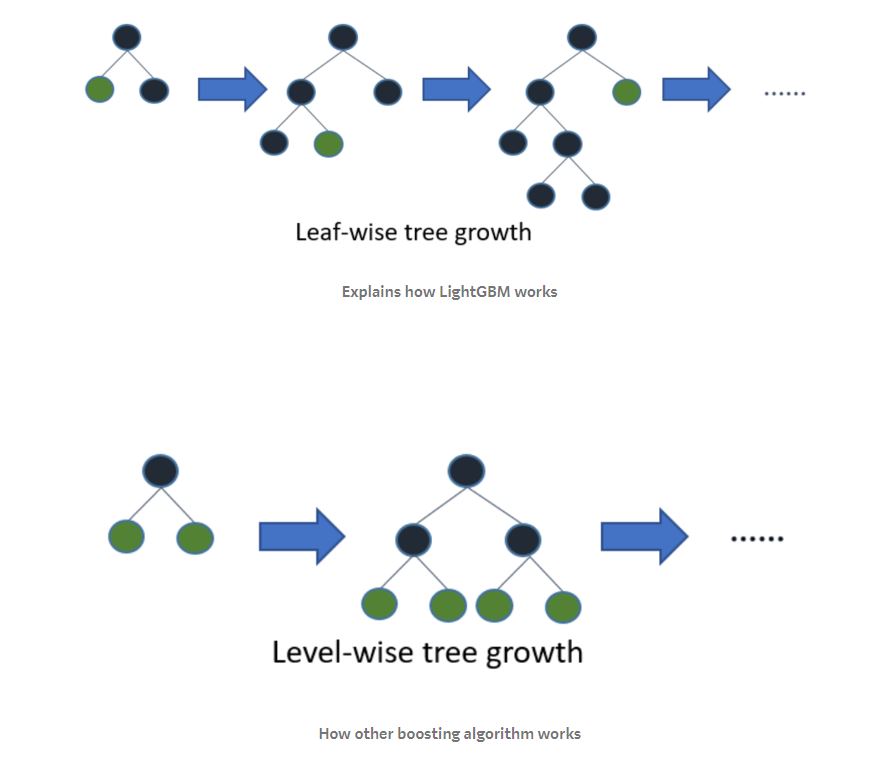 ......
Leaf-wise tree growth
Explains how LightGBM works
......
Level-wise tree growth
How other boosting algorithm works